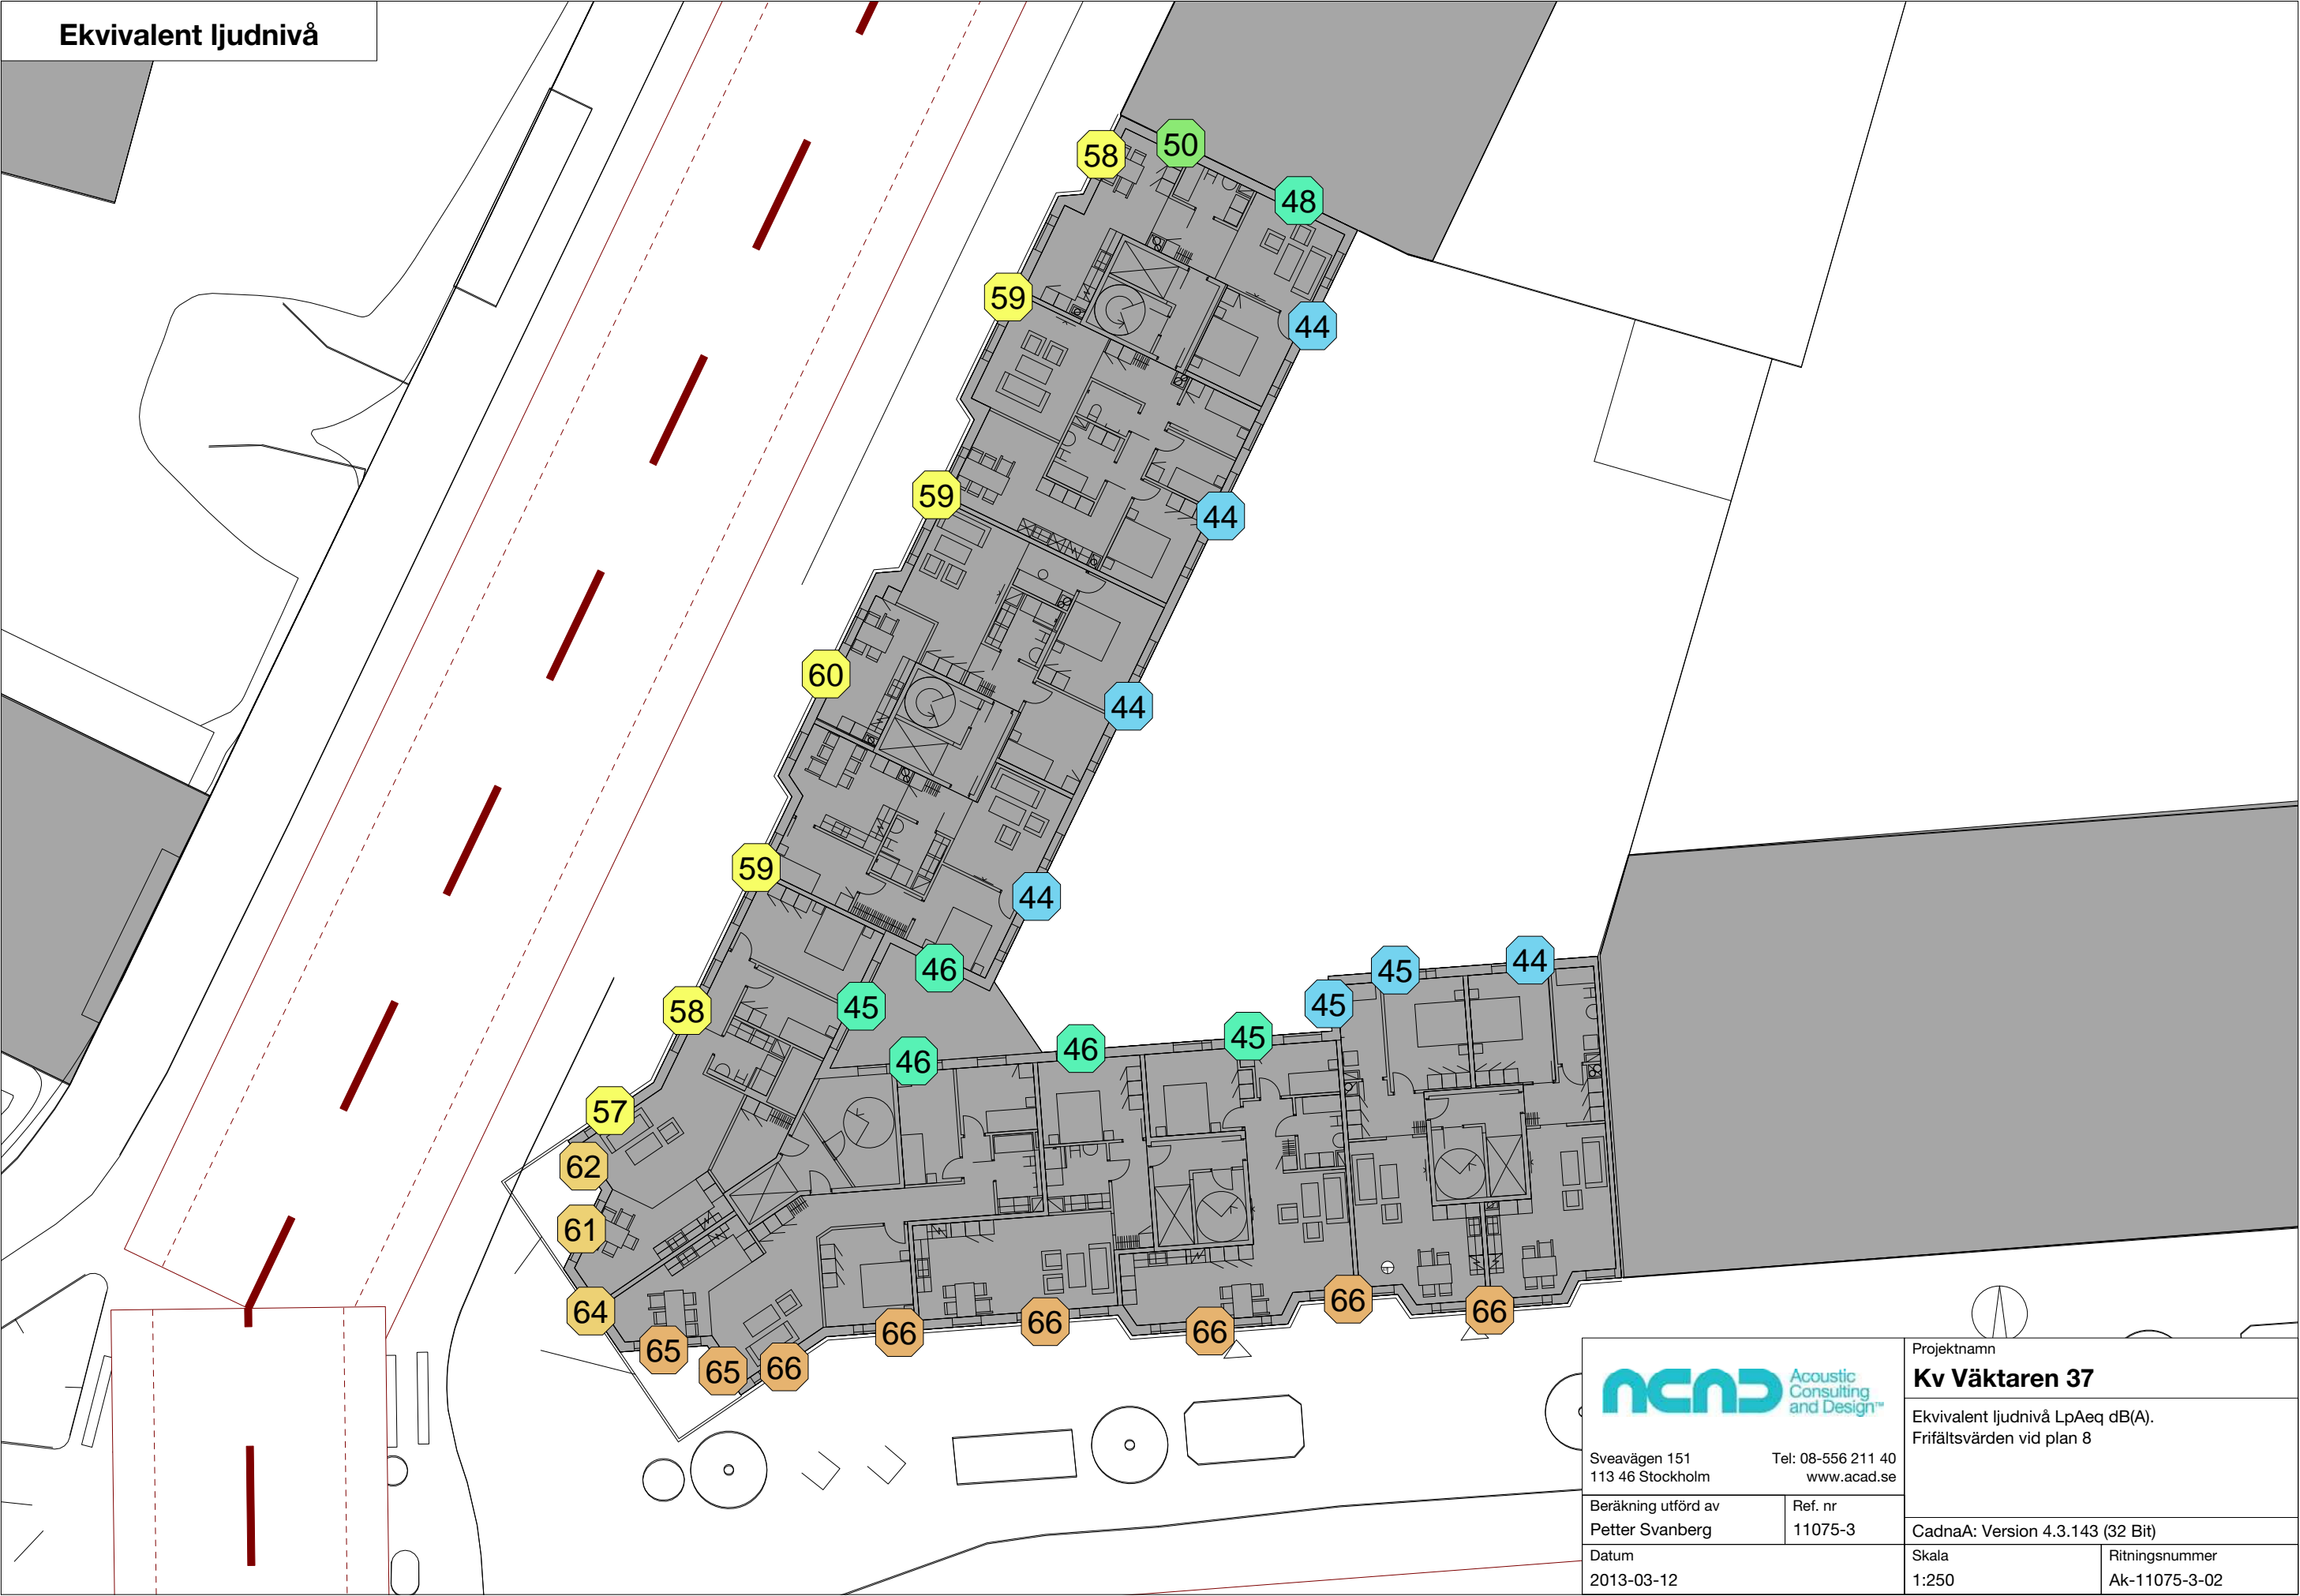 Ekvivalent ljudnivå
58
50
48
59
44
59
44
60
44
59
44
46
45
44
58
45
45
46
46
45
57
62
61
64
66
66
66
66
66
65
65
66
Acoustic
Consulting
and Design™
Sveavägen 151
Tel: 08-556 211 40
113 46 Stockholm
www.acad.se
Beräkning utförd av
Petter Svanberg
Ref. nr
11075-3
Datum
2013-03-12
Projektnamn
Kv Väktaren 37
Ekvivalent ljudnivå LpAeq dB(A).
Frifältsvärden vid plan 8
CadnaA: Version 4.3.143 (32 Bit)
Skala
1:250
Ritningsnummer
Ak-11075-3-02